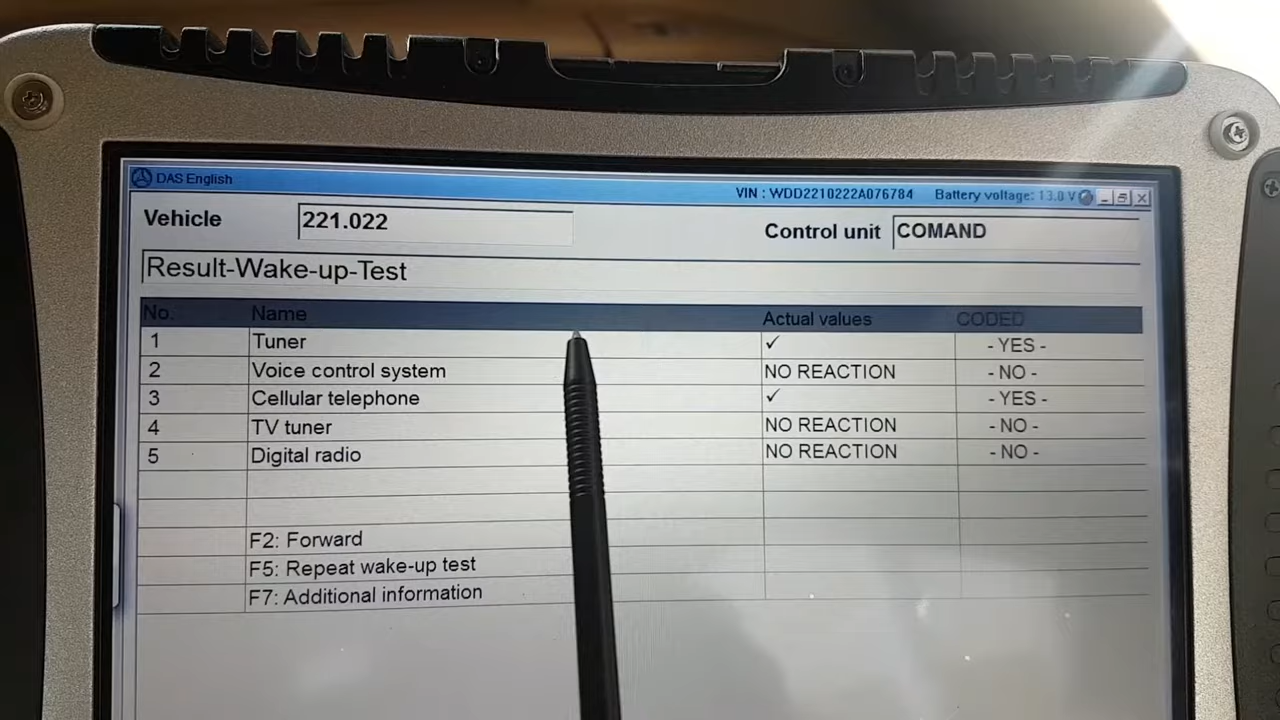 DAS English
VIN : WDD2210222A076784 Battery voltage: 13.0 V
Vehicle 221.022 Control unit COMAND
Result-Wake-up-Test
No. Name Actual values CODED
1 Tuner ✓ - YES -
2 Voice control system NO REACTION - NO -
3 Cellular telephone ✓ - YES -
4 TV tuner NO REACTION - NO -
5 Digital radio NO REACTION - NO -
F2: Forward
F5: Repeat wake-up test
F7: Additional information